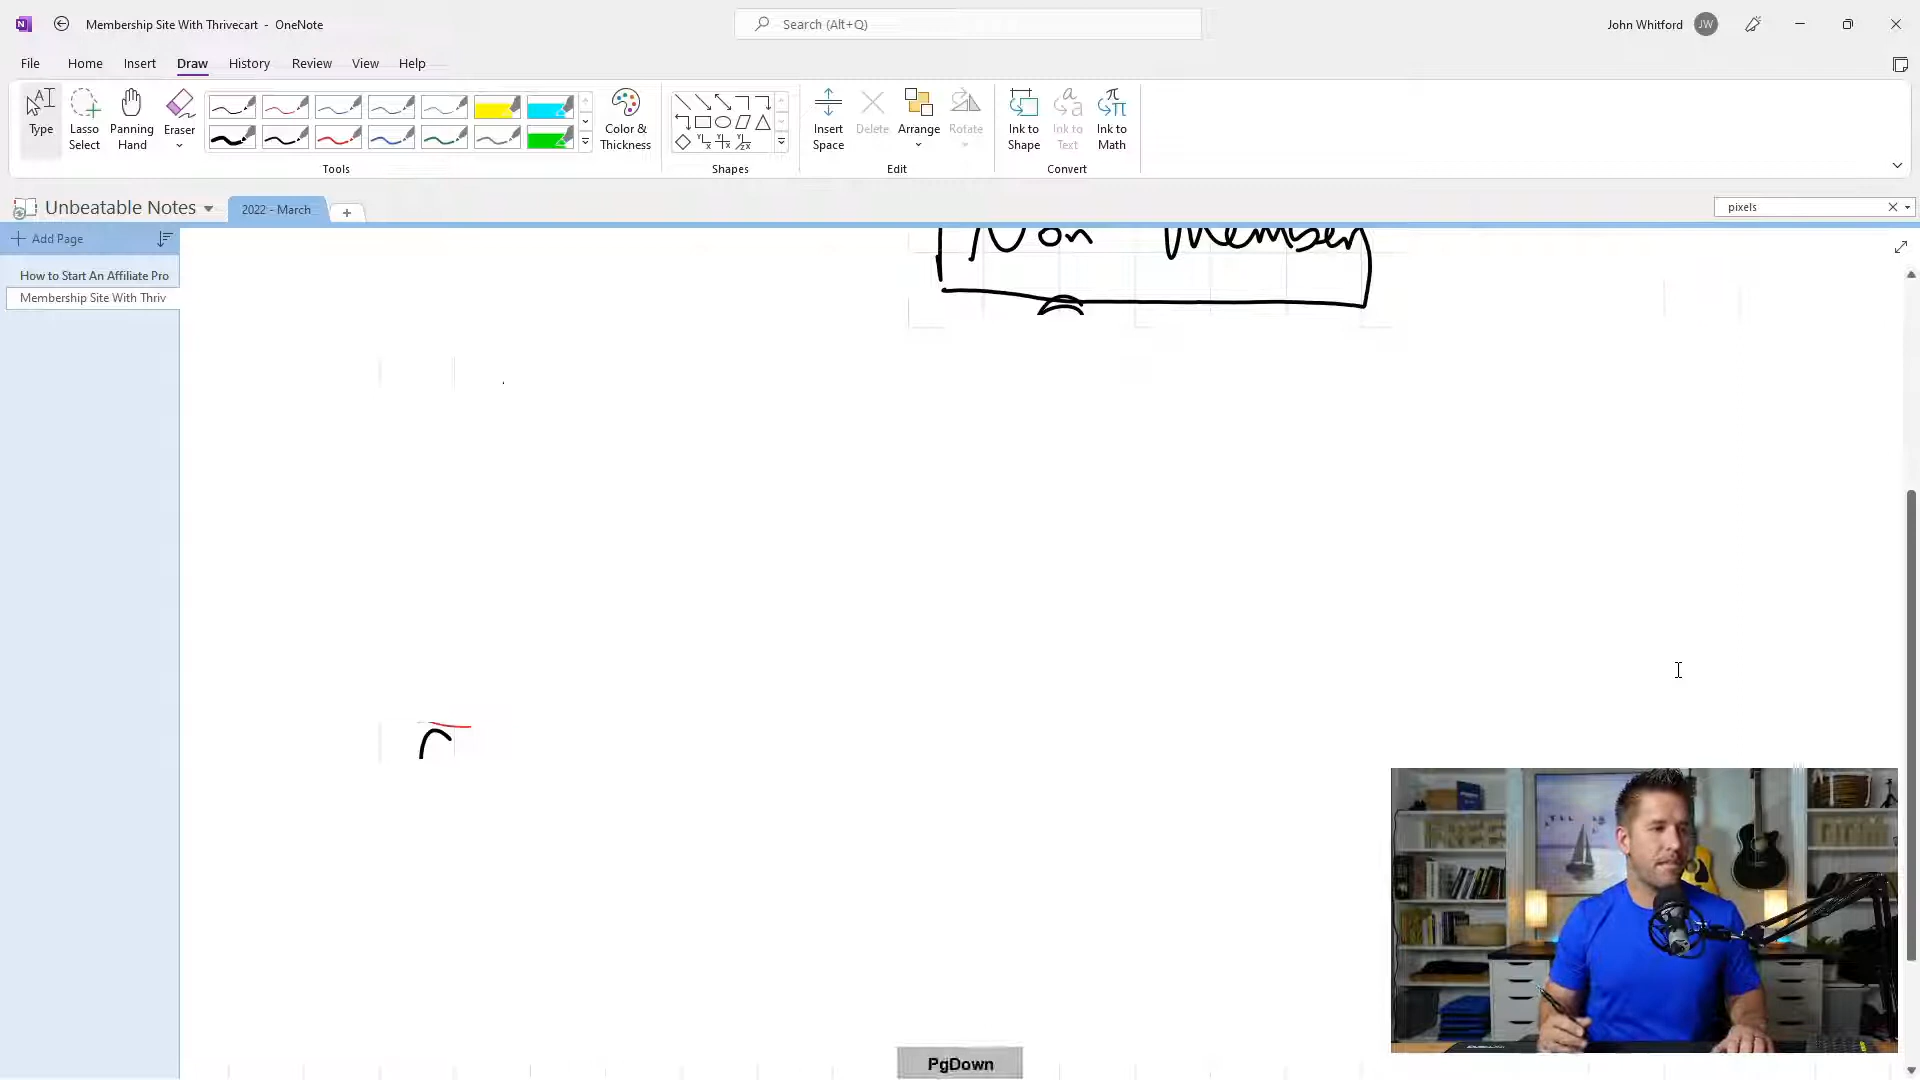 Membership Site With Thrivecart - OneNote
Search (Alt+Q)
John Whitford JW
File Home Insert Draw History Review View Help
Type
Lasso Select
Panning Hand
Eraser
Color & Thickness
Insert Space
Delete
Arrange
Rotate
Ink to Shape
Ink to Text
Ink to Math
Tools Shapes Edit Convert
Unbeatable Notes
2022 - March
pixels
Add Page
How to Start An Affiliate Pro
Membership Site With Thriv
Non Member
PgDown